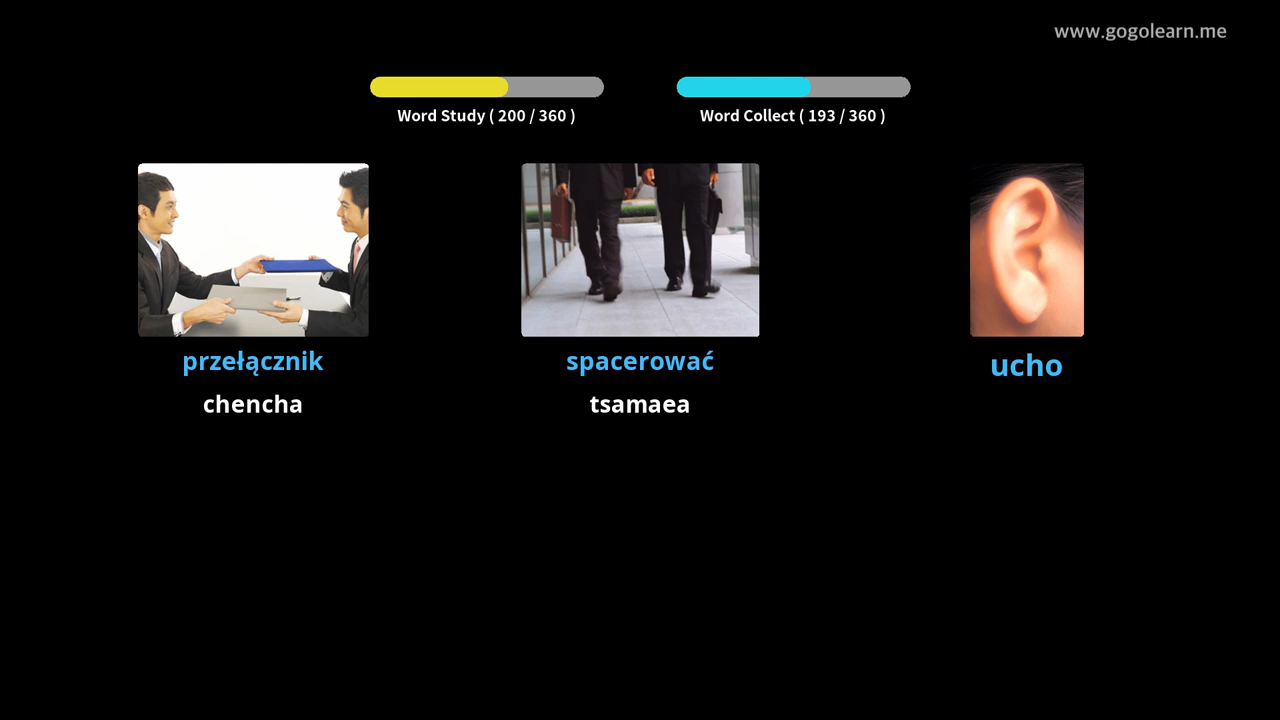 www.gogolearn.me
Word Study ( 200 / 360 )
Word Collect ( 193 / 360 )
przełącznik
spacerować
ucho
chencha
tsamaea